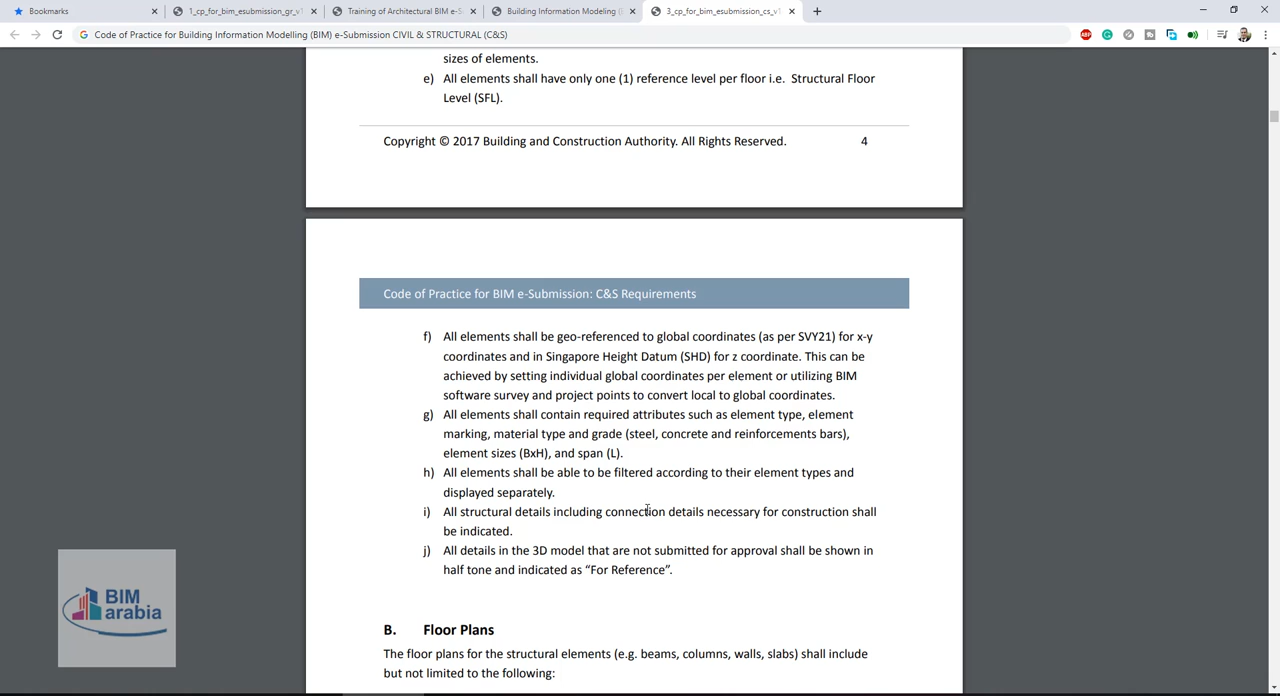 Bookmarks
1_cp_for_bim_esubmission_gr_v1
Training of Architectural BIM e-S
Building Information Modelling (
3_cp_for_bim_esubmission_cs_v1
Code of Practice for Building Information Modelling (BIM) e-Submission CIVIL & STRUCTURAL (C&S)
ABP
sizes of elements.
e) All elements shall have only one (1) reference level per floor i.e. Structural Floor
Level (SFL).
Copyright © 2017 Building and Construction Authority. All Rights Reserved. 4
Code of Practice for BIM e-Submission: C&S Requirements
f) All elements shall be geo-referenced to global coordinates (as per SVY21) for x-y
coordinates and in Singapore Height Datum (SHD) for z coordinate. This can be
achieved by setting individual global coordinates per element or utilizing BIM
software survey and project points to convert local to global coordinates.
g) All elements shall contain required attributes such as element type, element
marking, material type and grade (steel, concrete and reinforcements bars),
element sizes (BxH), and span (L).
h) All elements shall be able to be filtered according to their element types and
displayed separately.
i) All structural details including connection details necessary for construction shall
be indicated.
j) All details in the 3D model that are not submitted for approval shall be shown in
half tone and indicated as “For Reference”.
BIM
arabia
B. Floor Plans
The floor plans for the structural elements (e.g. beams, columns, walls, slabs) shall include
but not limited to the following: